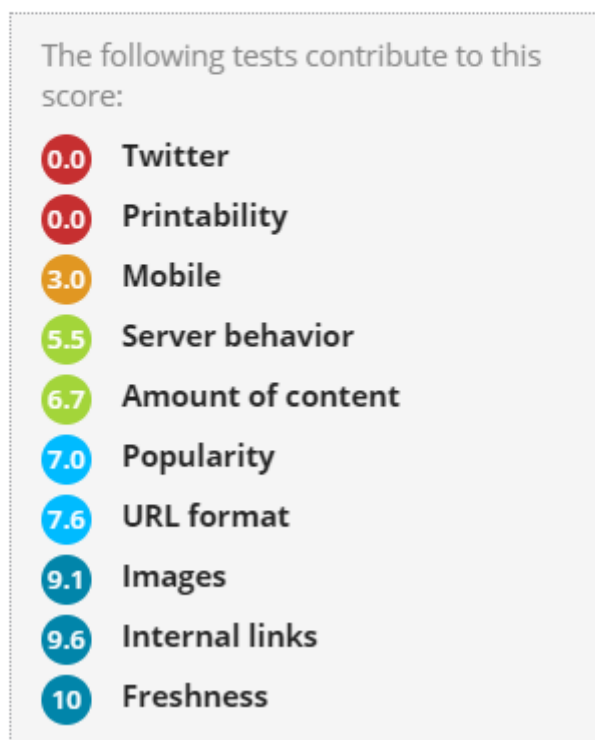 The following tests contribute to this
score:
0.0 Twitter
0.0 Printability
3.0 Mobile
5.5 Server behavior
6.7 Amount of content
7.0 Popularity
7.6 URL format
9.1 Images
9.6 Internal links
10 Freshness